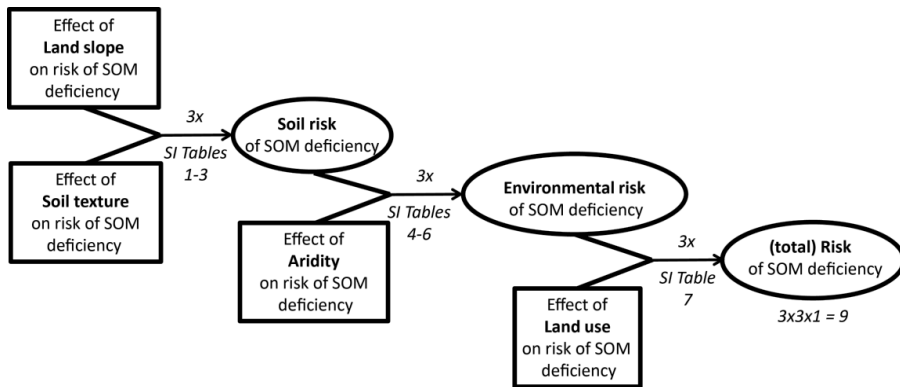 Effect of
Land slope
on risk of SOM
deficiency
3x
SI Tables
1-3
Effect of
Soil texture
on risk of SOM
deficiency
Soil risk
of SOM deficiency
3x
SI Tables
4-6
Effect of
Aridity
on risk of SOM
deficiency
Environmental risk
of SOM deficiency
3x
SI Table
7
Effect of
Land use
on risk of SOM
deficiency
(total) Risk
of SOM deficiency
3x3x1 = 9